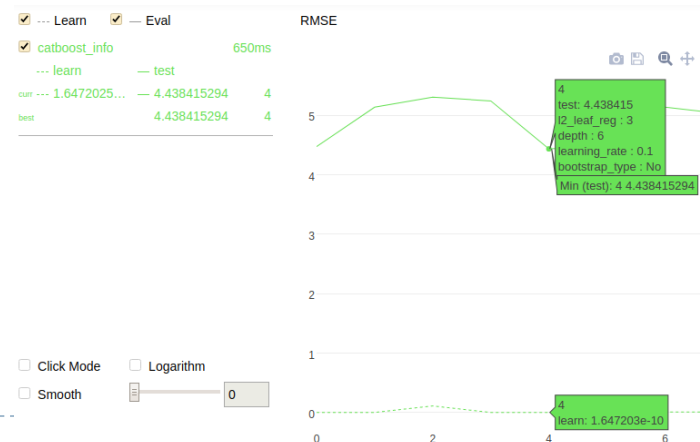 --- Learn — Eval
catboost_info 650ms
--- learn — test
curr --- 1.6472025... — 4.438415294 4
best 4.438415294 4
Click Mode Logarithm
Smooth 0
RMSE
5
4
3
2
1
0
0 2 4 6
4
test: 4.438415
l2_leaf_reg : 3
depth : 6
learning_rate : 0.1
bootstrap_type : No
Min (test): 4 4.438415294
4
learn: 1.647203e-10